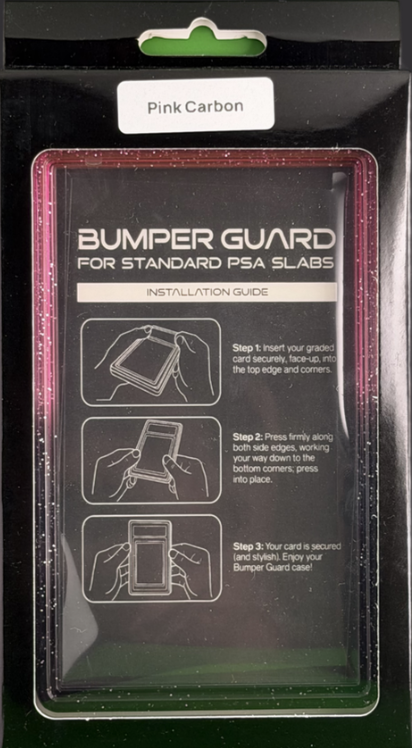 Pink Carbon
BUMPER GUARD
FOR STANDARD PSA SLABS
INSTALLATION GUIDE
Step 1: Insert your graded
card securely, face-up, into
the top edge and corners.
Step 2: Press firmly along
both side edges, working
your way down to the
bottom corners; press
into place.
Step 3: Your card is secured
(and stylish). Enjoy your
Bumper Guard case!